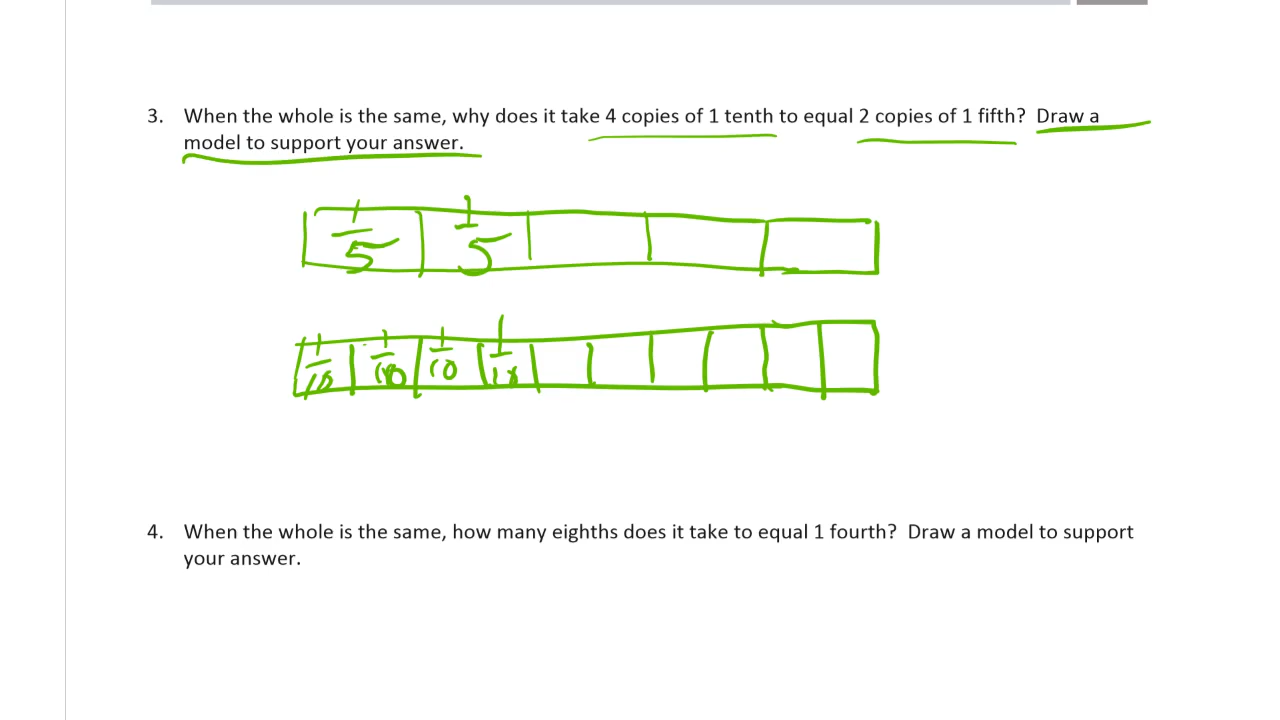 3. When the whole is the same, why does it take 4 copies of 1 tenth to equal 2 copies of 1 fifth? Draw a
model to support your answer.
1/5 1/5
1/10 1/10 1/10 1/10
4. When the whole is the same, how many eighths does it take to equal 1 fourth? Draw a model to support
your answer.